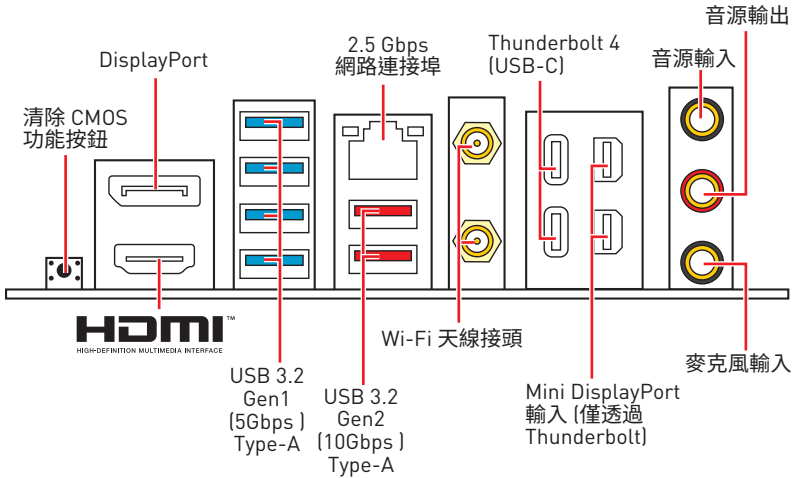 音源輸出
DisplayPort
2.5 Gbps
網路連接埠
Thunderbolt 4
(USB-C)
音源輸入
清除 CMOS
功能按鈕
HDMI™
HIGH-DEFINITION MULTIMEDIA INTERFACE
Wi-Fi 天線接頭
麥克風輸入
USB 3.2
Gen1
(5Gbps )
Type-A
USB 3.2
Gen2
(10Gbps )
Type-A
Mini DisplayPort
輸入 (僅透過
Thunderbolt)